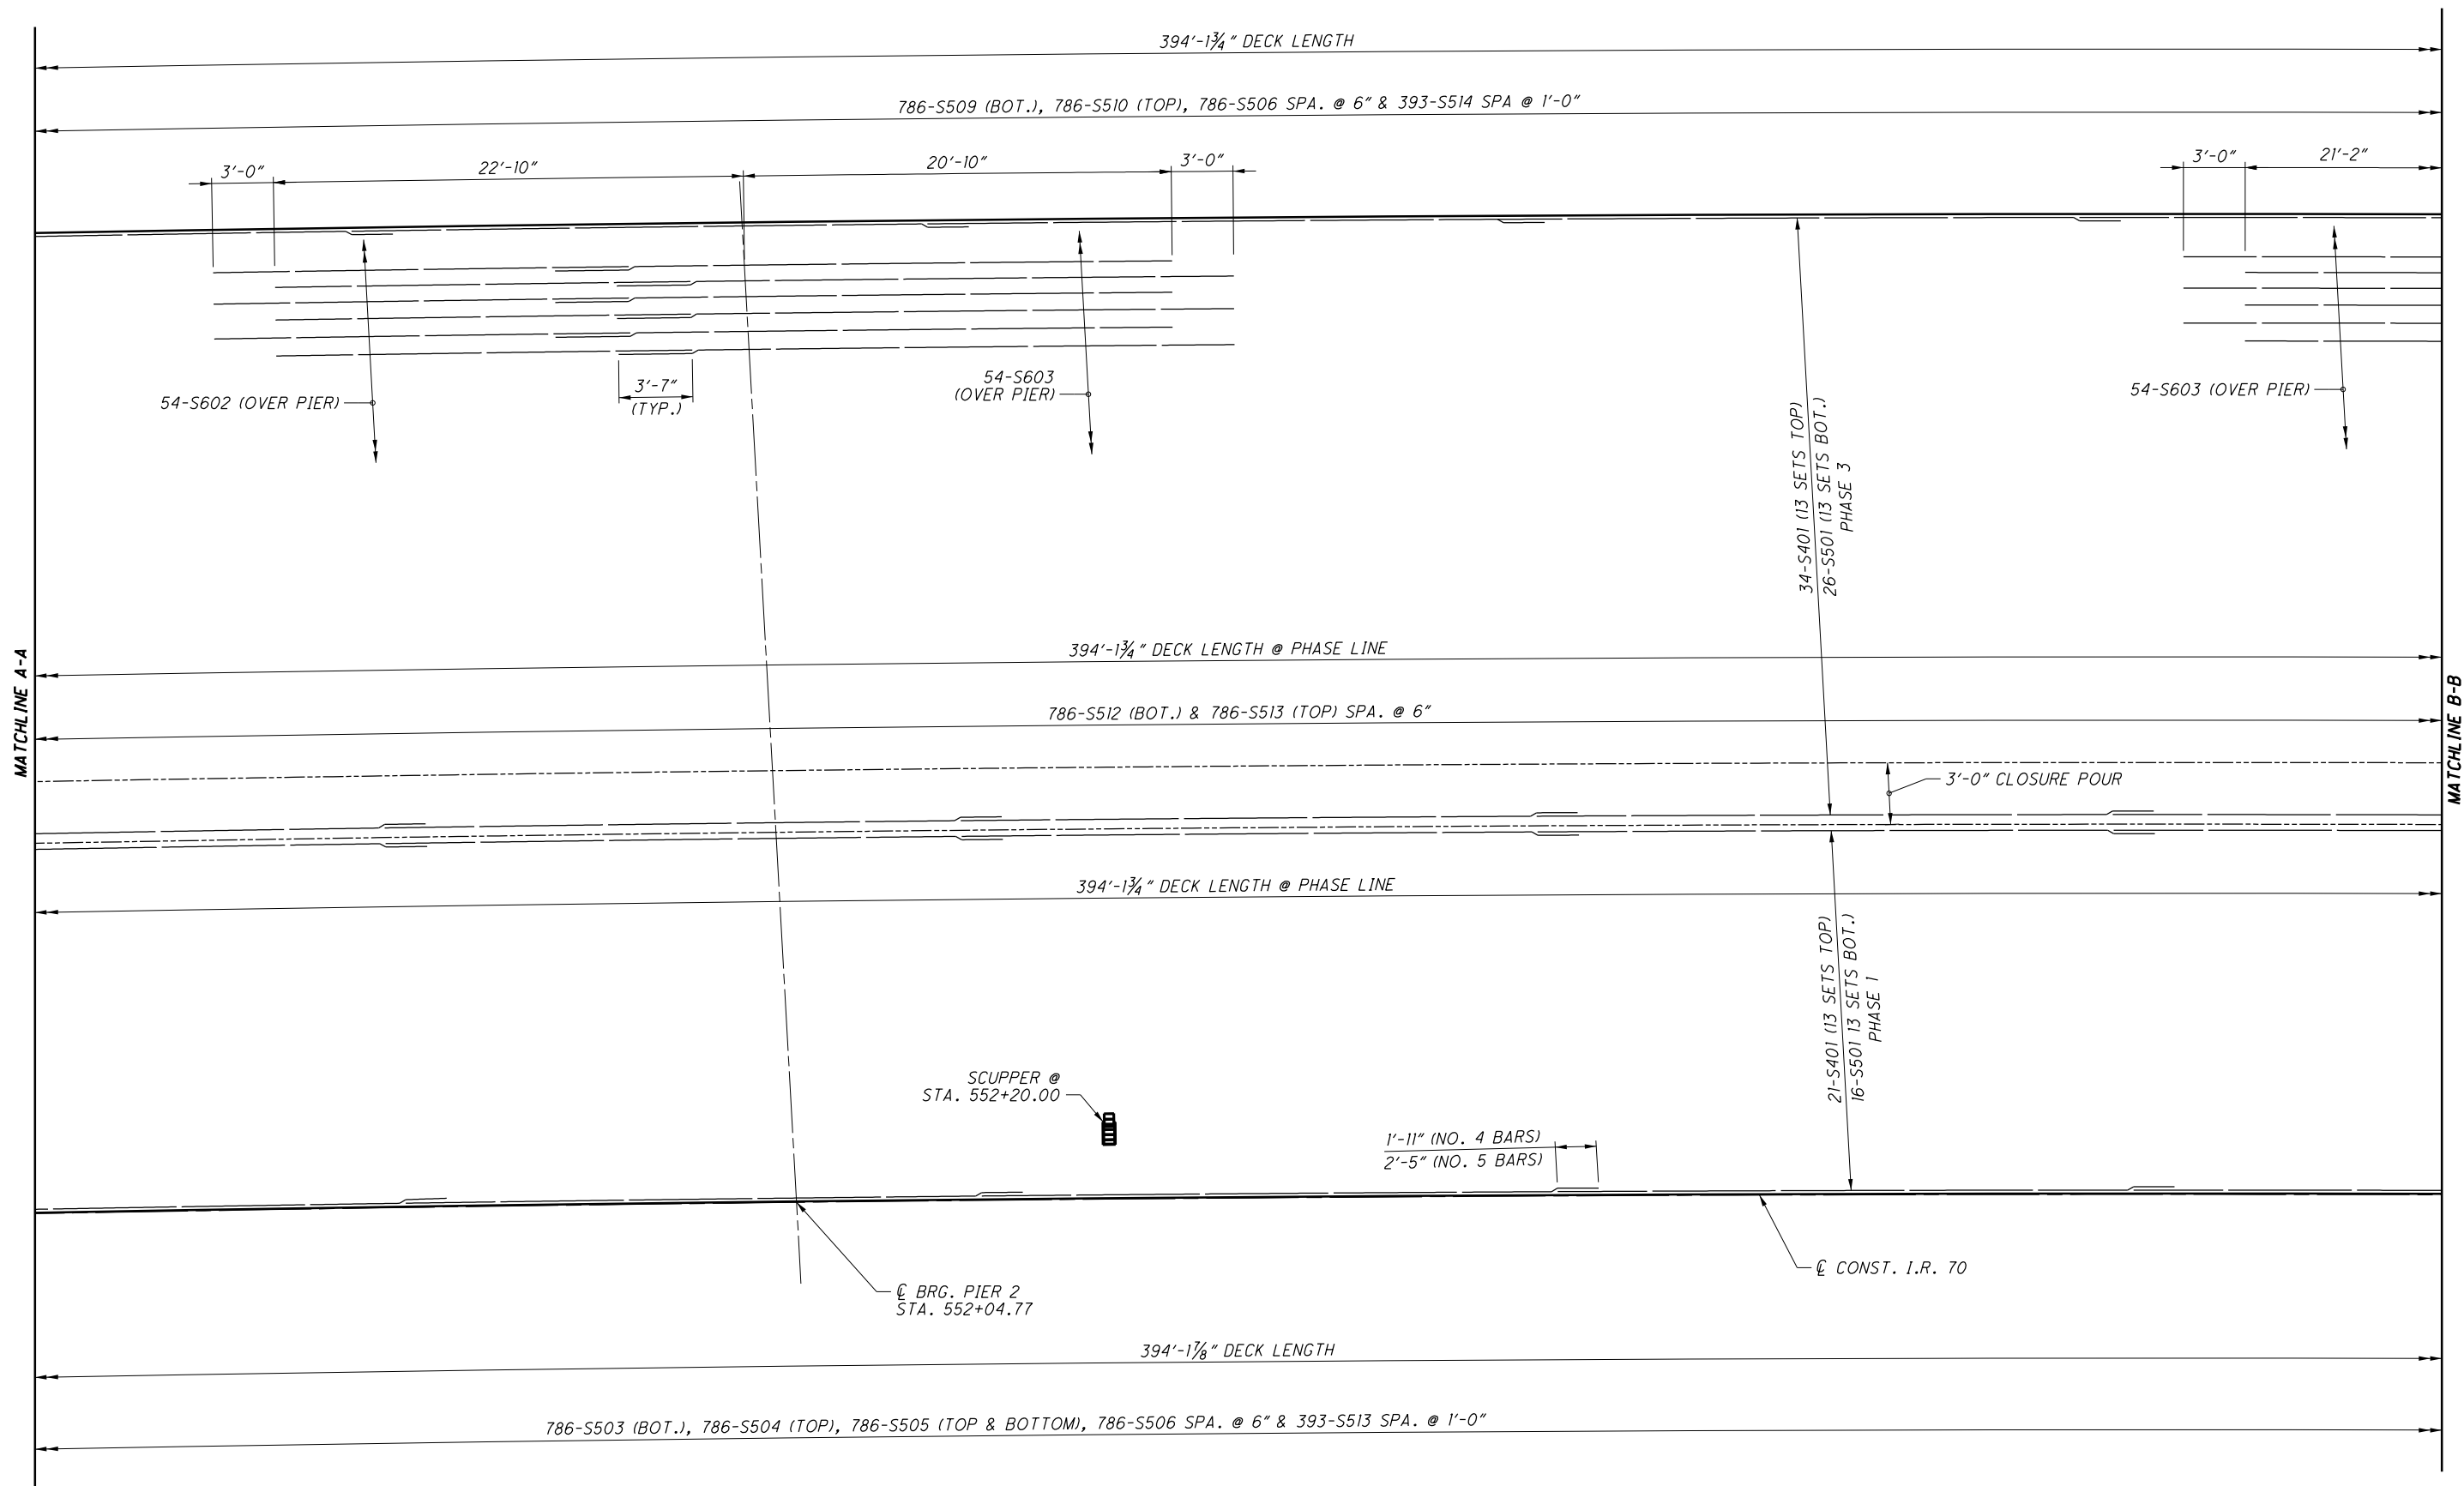 394'-1¾" DECK LENGTH
786-S509 (BOT.), 786-S510 (TOP), 786-S506 SPA. @ 6" & 393-S514 SPA @ 1'-0"
3'-0"
22'-10"
20'-10"
3'-0"
3'-0"
21'-2"
54-S602 (OVER PIER)
3'-7"
(TYP.)
54-S603
(OVER PIER)
54-S603 (OVER PIER)
34-S401 (13 SETS TOP)
26-S501 (13 SETS BOT.)
PHASE 3
MATCHLINE A-A
MATCHLINE B-B
394'-1¾" DECK LENGTH @ PHASE LINE
786-S512 (BOT.) & 786-S513 (TOP) SPA. @ 6"
3'-0" CLOSURE POUR
394'-1¾" DECK LENGTH @ PHASE LINE
21-S401 (13 SETS TOP)
16-S501 13 SETS BOT.)
PHASE 1
SCUPPER @
STA. 552+20.00
1'-11" (NO. 4 BARS)
2'-5" (NO. 5 BARS)
℄ BRG. PIER 2
STA. 552+04.77
℄ CONST. I.R. 70
394'-1⅞" DECK LENGTH
786-S503 (BOT.), 786-S504 (TOP), 786-S505 (TOP & BOTTOM), 786-S506 SPA. @ 6" & 393-S513 SPA. @ 1'-0"